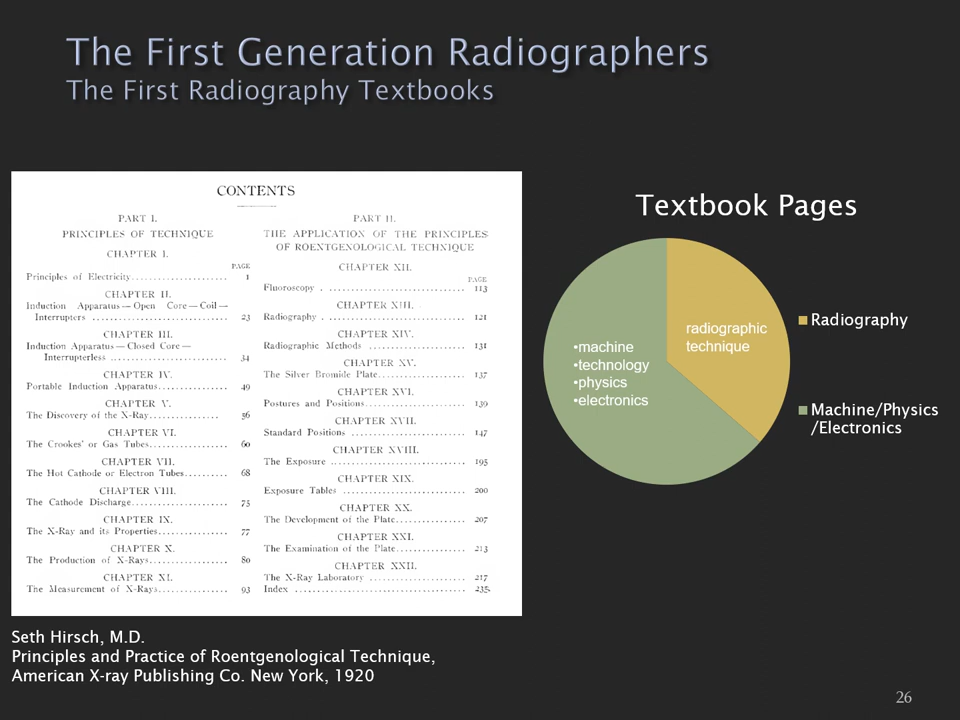 The First Generation Radiographers
The First Radiography Textbooks
CONTENTS
PART I.
PRINCIPLES OF TECHNIQUE
CHAPTER I.
PAGE
Principles of Electricity...................... 1
CHAPTER II.
Induction Apparatus—Open Core—Coil—
Interrupters ............................... 23
CHAPTER III.
Induction Apparatus—Closed Core—
Interrupterless ........................... 34
CHAPTER IV.
Portable Induction Apparatus................ 49
CHAPTER V.
The Discovery of the X-Ray................ 56
CHAPTER VI.
The Crookes' or Gas Tubes.................. 60
CHAPTER VII.
The Hot Cathode or Electron Tubes.......... 68
CHAPTER VIII.
The Cathode Discharge...................... 75
CHAPTER IX.
The X-Ray and its Properties................ 77
CHAPTER X.
The Production of X-Rays.................. 80
CHAPTER XI.
The Measurement of X-Rays................ 93
PART II.
THE APPLICATION OF THE PRINCIPLES
OF ROENTGENOLOGICAL TECHNIQUE
CHAPTER XII.
PAGE
Fluoroscopy . ................................ 113
CHAPTER XIII.
Radiography . ................................ 121
CHAPTER XIV.
Radiographic Methods ...................... 131
CHAPTER XV.
The Silver Bromide Plate.................... 137
CHAPTER XVI.
Postures and Positions....................... 139
CHAPTER XVII.
Standard Positions .......................... 147
CHAPTER XVIII.
The Exposure ............................... 195
CHAPTER XIX.
Exposure Tables ............................ 200
CHAPTER XX.
The Development of the Plate................ 207
CHAPTER XXI.
The Examination of the Plate................ 213
CHAPTER XXII.
The X-Ray Laboratory ...................... 217
Index ....................................... 235
Textbook Pages
radiographic
technique
•machine
•technology
•physics
•electronics
Radiography
Machine/Physics
/Electronics
Seth Hirsch, M.D.
Principles and Practice of Roentgenological Technique,
American X-ray Publishing Co. New York, 1920
26